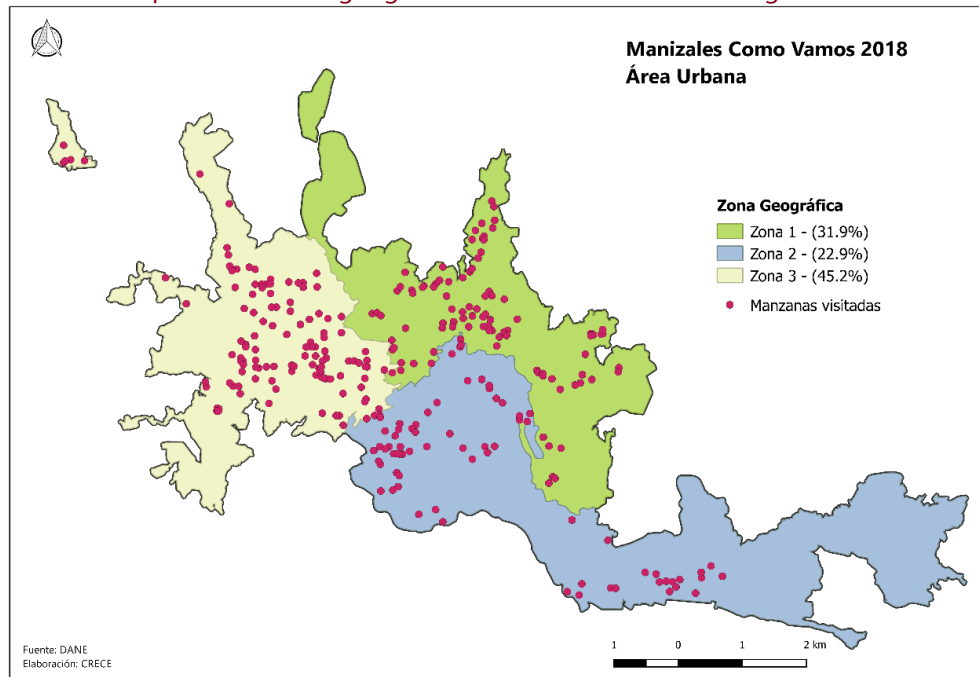 Manizales Como Vamos 2018
Área Urbana
Zona Geográfica
Zona 1 - (31.9%)
Zona 2 - (22.9%)
Zona 3 - (45.2%)
Manzanas visitadas
Fuente: DANE
Elaboración: CRECE
1 0 1 2 km